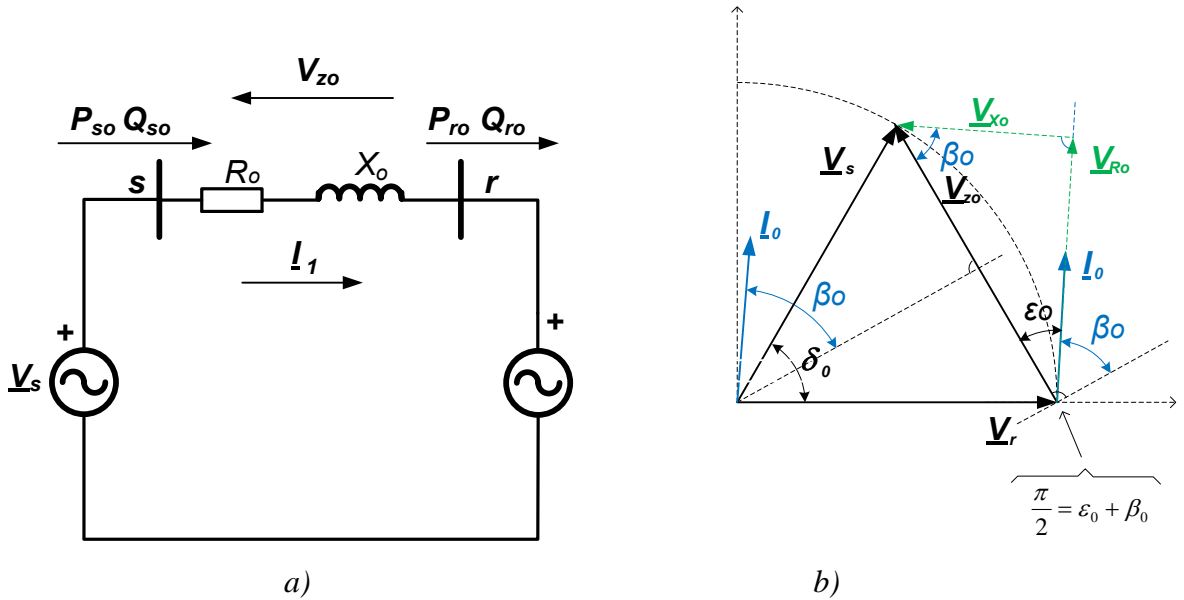 V_zo
P_so Q_so
P_ro Q_ro
s
R_o
X_o
r
I_1
+
+
V_s
a)
V_Xo
V_s
βo
V_Ro
V_zo
I_0
I_0
βo
εo
βo
δ_0
V_r
π/2 = ε_0 + β_0
b)